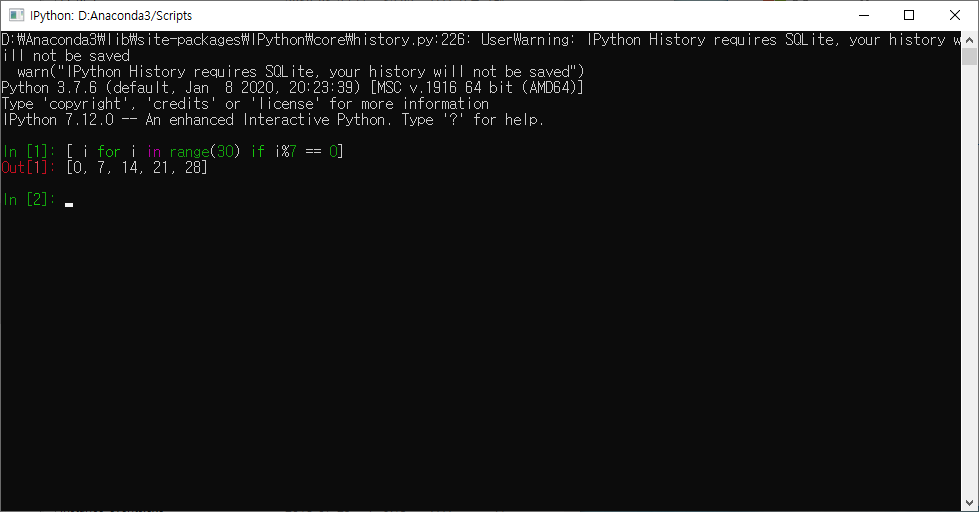 IPython: D:Anaconda3/Scripts
D:₩Anaconda3₩lib₩site-packages₩IPython₩core₩history.py:226: UserWarning: IPython History requires SQLite, your history w
ill not be saved
  warn("IPython History requires SQLite, your history will not be saved")
Python 3.7.6 (default, Jan  8 2020, 20:23:39) [MSC v.1916 64 bit (AMD64)]
Type 'copyright', 'credits' or 'license' for more information
IPython 7.12.0 -- An enhanced Interactive Python. Type '?' for help.
In [1]: [ i for i in range(30) if i%7 == 0]
Out[1]: [0, 7, 14, 21, 28]
In [2]: